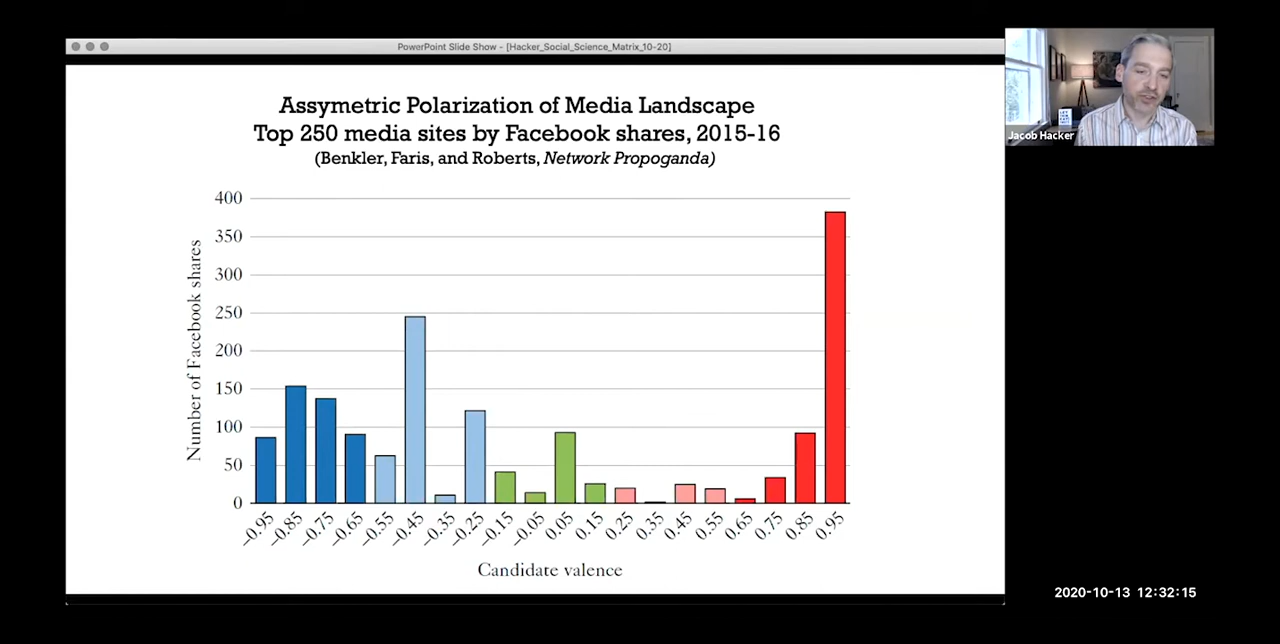 PowerPoint Slide Show - [Hacker_Social_Science_Matrix_10-20]
Assymetric Polarization of Media Landscape
Top 250 media sites by Facebook shares, 2015-16
(Benkler, Faris, and Roberts, Network Propoganda)
Jacob Hacker
Number of Facebook shares
400
350
300
250
200
150
100
50
0
−0.95 −0.85 −0.75 −0.65 −0.55 −0.45 −0.35 −0.25 −0.15 −0.05 0.05 0.15 0.25 0.35 0.45 0.55 0.65 0.75 0.85 0.95
Candidate valence
2020-10-13 12:32:15